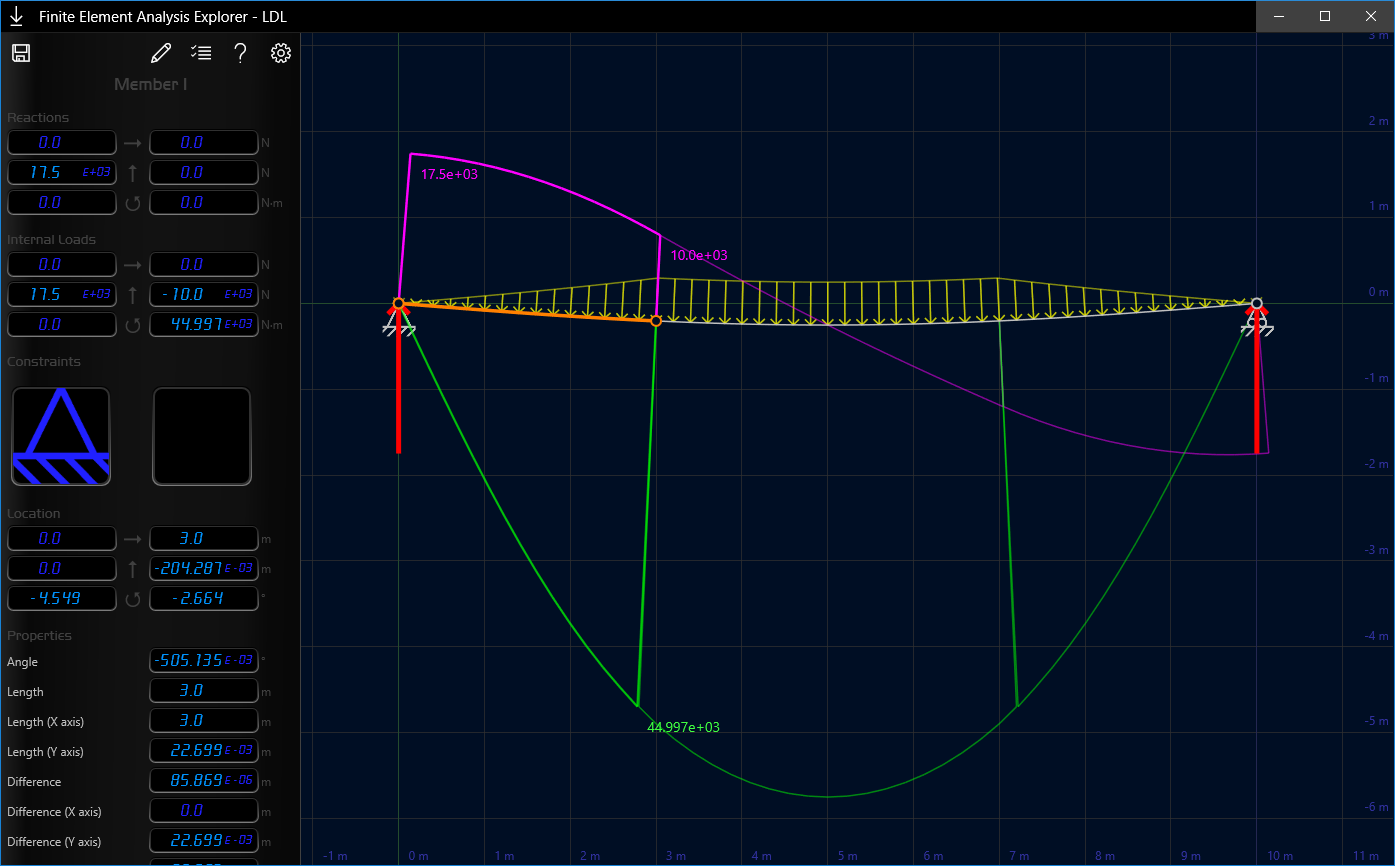 Finite Element Analysis Explorer - LDL
Member 1
Reactions
0.0 0.0 N
17.5 E+03 0.0 N
0.0 0.0 N·m
Internal Loads
0.0 0.0 N
17.5 E+03 -10.0 E+03 N
0.0 44.997 E+03 N·m
Constraints
Location
0.0 3.0 m
0.0 -204.287 E-03 m
-4.549 -2.664 °
Properties
Angle -505.135 E-03 °
Length 3.0 m
Length (X axis) 3.0 m
Length (Y axis) 22.699 E-03 m
Difference 85.869 E-06 m
Difference (X axis) 0.0 m
Difference (Y axis) 22.699 E-03 m
17.5e+03
10.0e+03
44.997e+03
3 m
2 m
1 m
0 m
-1 m
-2 m
-3 m
-4 m
-5 m
-6 m
-1 m 0 m 1 m 2 m 3 m 4 m 5 m 6 m 7 m 8 m 9 m 10 m 11 m